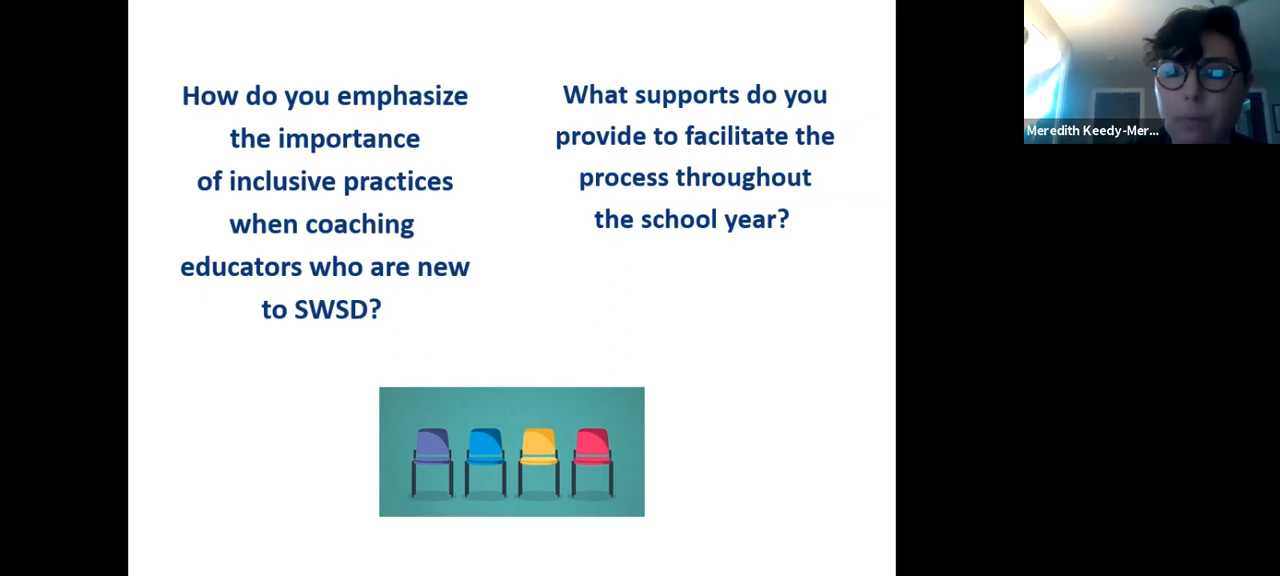 How do you emphasize
the importance
of inclusive practices
when coaching
educators who are new
to SWSD?
What supports do you
provide to facilitate the
process throughout
the school year?
Meredith Keedy-Mer...